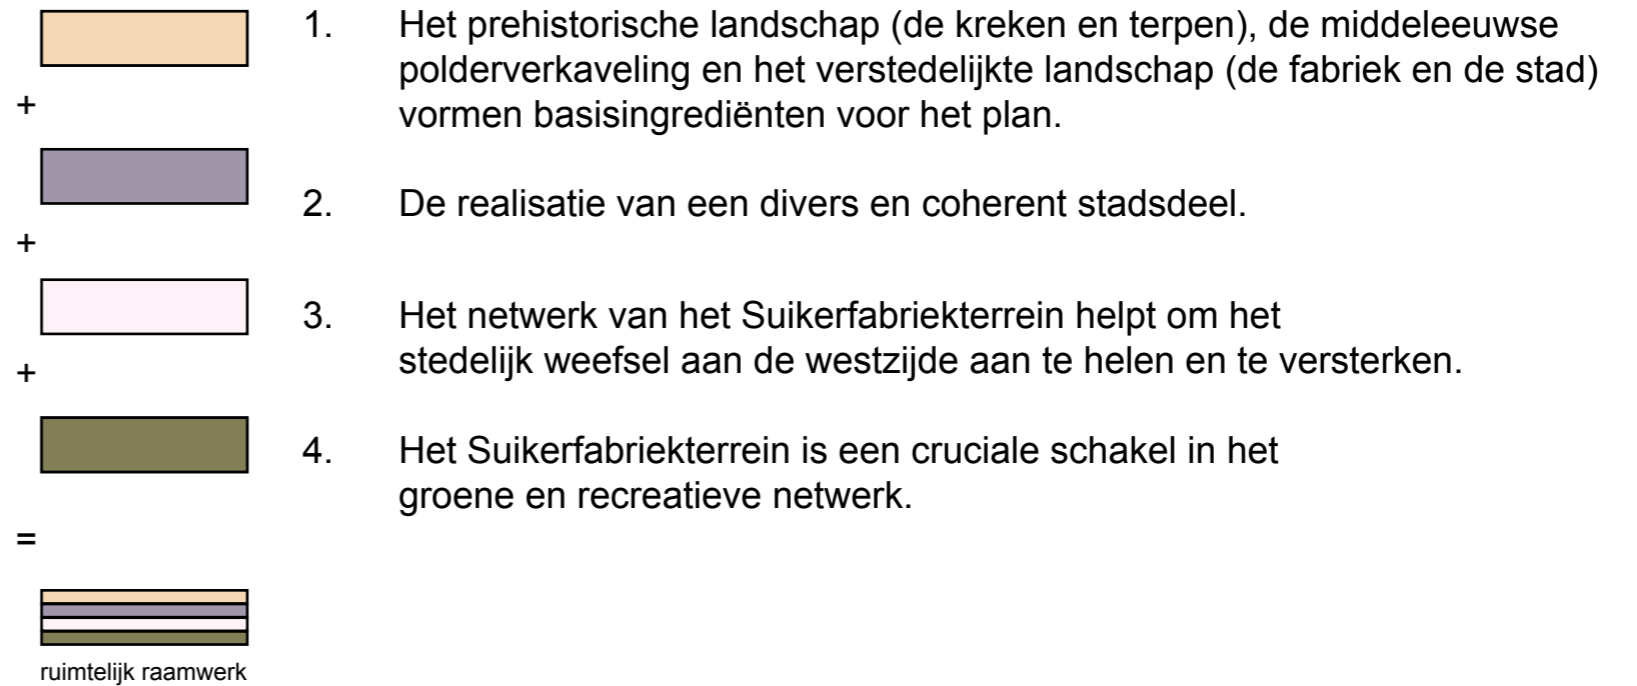 1. Het prehistorische landschap (de kreken en terpen), de middeleeuwse
polderverkaveling en het verstedelijkte landschap (de fabriek en de stad)
+
vormen basisingrediënten voor het plan.
2. De realisatie van een divers en coherent stadsdeel.
+
3. Het netwerk van het Suikerfabriekterrein helpt om het
stedelijk weefsel aan de westzijde aan te helen en te versterken.
+
4. Het Suikerfabriekterrein is een cruciale schakel in het
groene en recreatieve netwerk.
=
ruimtelijk raamwerk